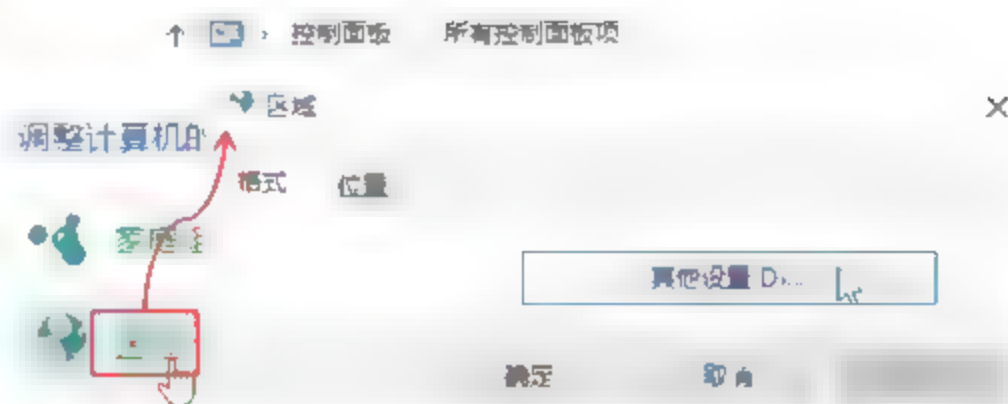 控制面板 所有控制面板项
区域
调整计算机的
格式 位置
其他设置 D...
确定 取消